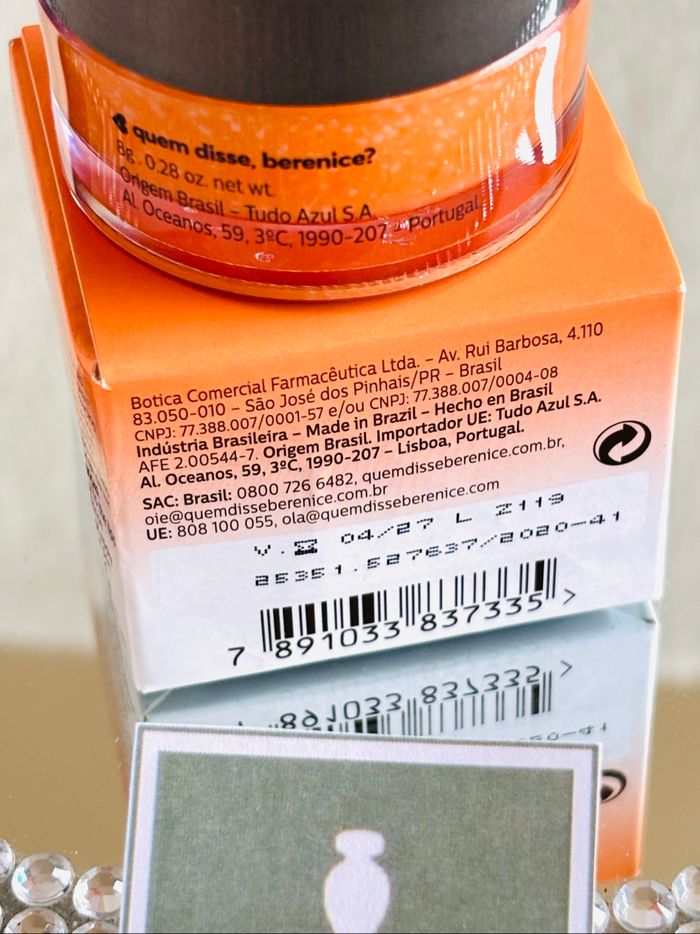 quem disse, berenice?
8g . 0.28 oz. net wt.
Origem Brasil – Tudo Azul S.A.
Al. Oceanos, 59, 3ºC, 1990-207 - Portugal
Botica Comercial Farmacêutica Ltda. – Av. Rui Barbosa, 4.110
83.050-010 – São José dos Pinhais/PR – Brasil
CNPJ: 77.388.007/0001-57 e/ou CNPJ: 77.388.007/0004-08
Indústria Brasileira – Made in Brazil – Hecho en Brasil
AFE 2.00544-7. Origem Brasil. Importador UE: Tudo Azul S.A.
Al. Oceanos, 59, 3ºC, 1990-207 – Lisboa, Portugal.
SAC: Brasil: 0800 726 6482, quemdisseberenice.com.br,
oie@quemdisseberenice.com.br
UE: 808 100 055, ola@quemdisseberenice.com
V. 04/27 L Z119
25351.527637/2020-41
7 891033 837335 >